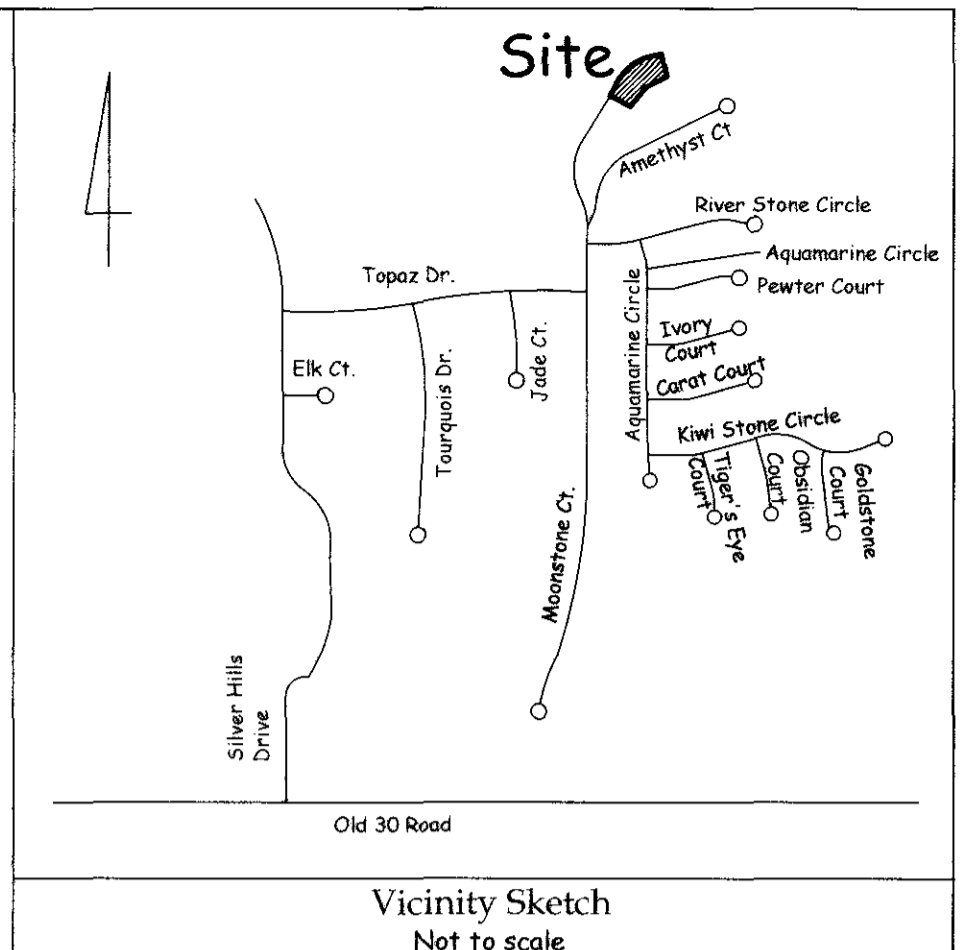 Site
Amethyst Ct
River Stone Circle
Aquamarine Circle
Topaz Dr.
Pewter Court
Aquamarine Circle
Ivory
Court
Elk Ct.
Jade Ct.
Tourquois Dr.
Carat Court
Kiwi Stone Circle
Tiger's Eye
Court
Obsidian
Court
Goldstone
Court
Moonstone Ct.
Silver Hills
Drive
Old 30 Road
Vicinity Sketch
Not to scale